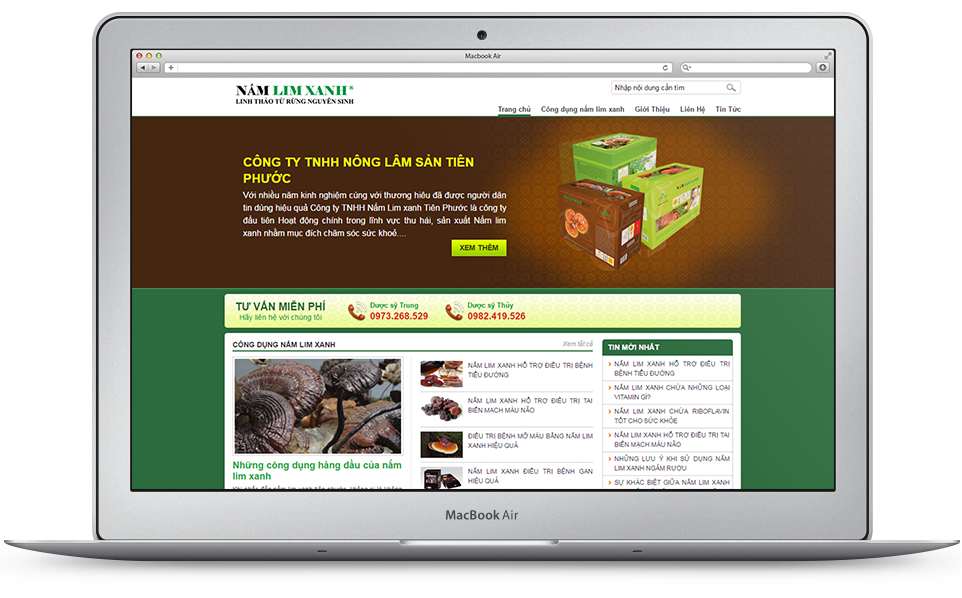 Macbook Air
NẤM LIM XANH®
LINH THẢO TỪ RỪNG NGUYÊN SINH
Nhập nội dung cần tìm
Trang chủ Công dụng nấm lim xanh Giới Thiệu Liên Hệ Tin Tức
CÔNG TY TNHH NÔNG LÂM SẢN TIÊN
PHƯỚC
Với nhiều năm kinh nghiệm cùng với thương hiêu đã được người dân
tin dùng hiệu quả Công ty TNHH Nấm Lim xanh Tiên Phước là công ty
đầu tiên Hoạt động chính trong lĩnh vực thu hái, sản xuất Nấm lim
xanh nhằm mục đích chăm sóc sức khoẻ....
XEM THÊM
NẤM LIM XANH
TƯ VẤN MIỄN PHÍ
Hãy liên hệ với chúng tôi
Dược sỹ Trung
0973.268.529
Dược sỹ Thủy
0982.419.526
CÔNG DỤNG NẤM LIM XANH
Xem tất cả
Những công dụng hàng đầu của nấm
lim xanh
NẤM LIM XANH HỖ TRỢ ĐIỀU TRỊ BỆNH
TIỂU ĐƯỜNG
NẤM LIM XANH HỖ TRỢ ĐIỀU TRỊ TAI
BIẾN MẠCH MÁU NÃO
ĐIỀU TRỊ BỆNH MỠ MÁU BẰNG NẤM LIM
XANH HIỆU QUẢ
NẤM LIM XANH ĐIỀU TRỊ BỆNH GAN
HIỆU QUẢ
TIN MỚI NHẤT
NẤM LIM XANH HỖ TRỢ ĐIỀU TRỊ
BỆNH TIỂU ĐƯỜNG
NẤM LIM XANH CHỨA NHỮNG LOẠI
VITAMIN GÌ?
NẤM LIM XANH CHỨA RIBOFLAVIN
TỐT CHO SỨC KHỎE
NẤM LIM XANH HỖ TRỢ ĐIỀU TRỊ TAI
BIẾN MẠCH MÁU NÃO
NHỮNG LƯU Ý KHI SỬ DỤNG NẤM
LIM XANH NGÂM RƯỢU
SỰ KHÁC BIỆT GIỮA NẤM LIM XANH
MacBook Air